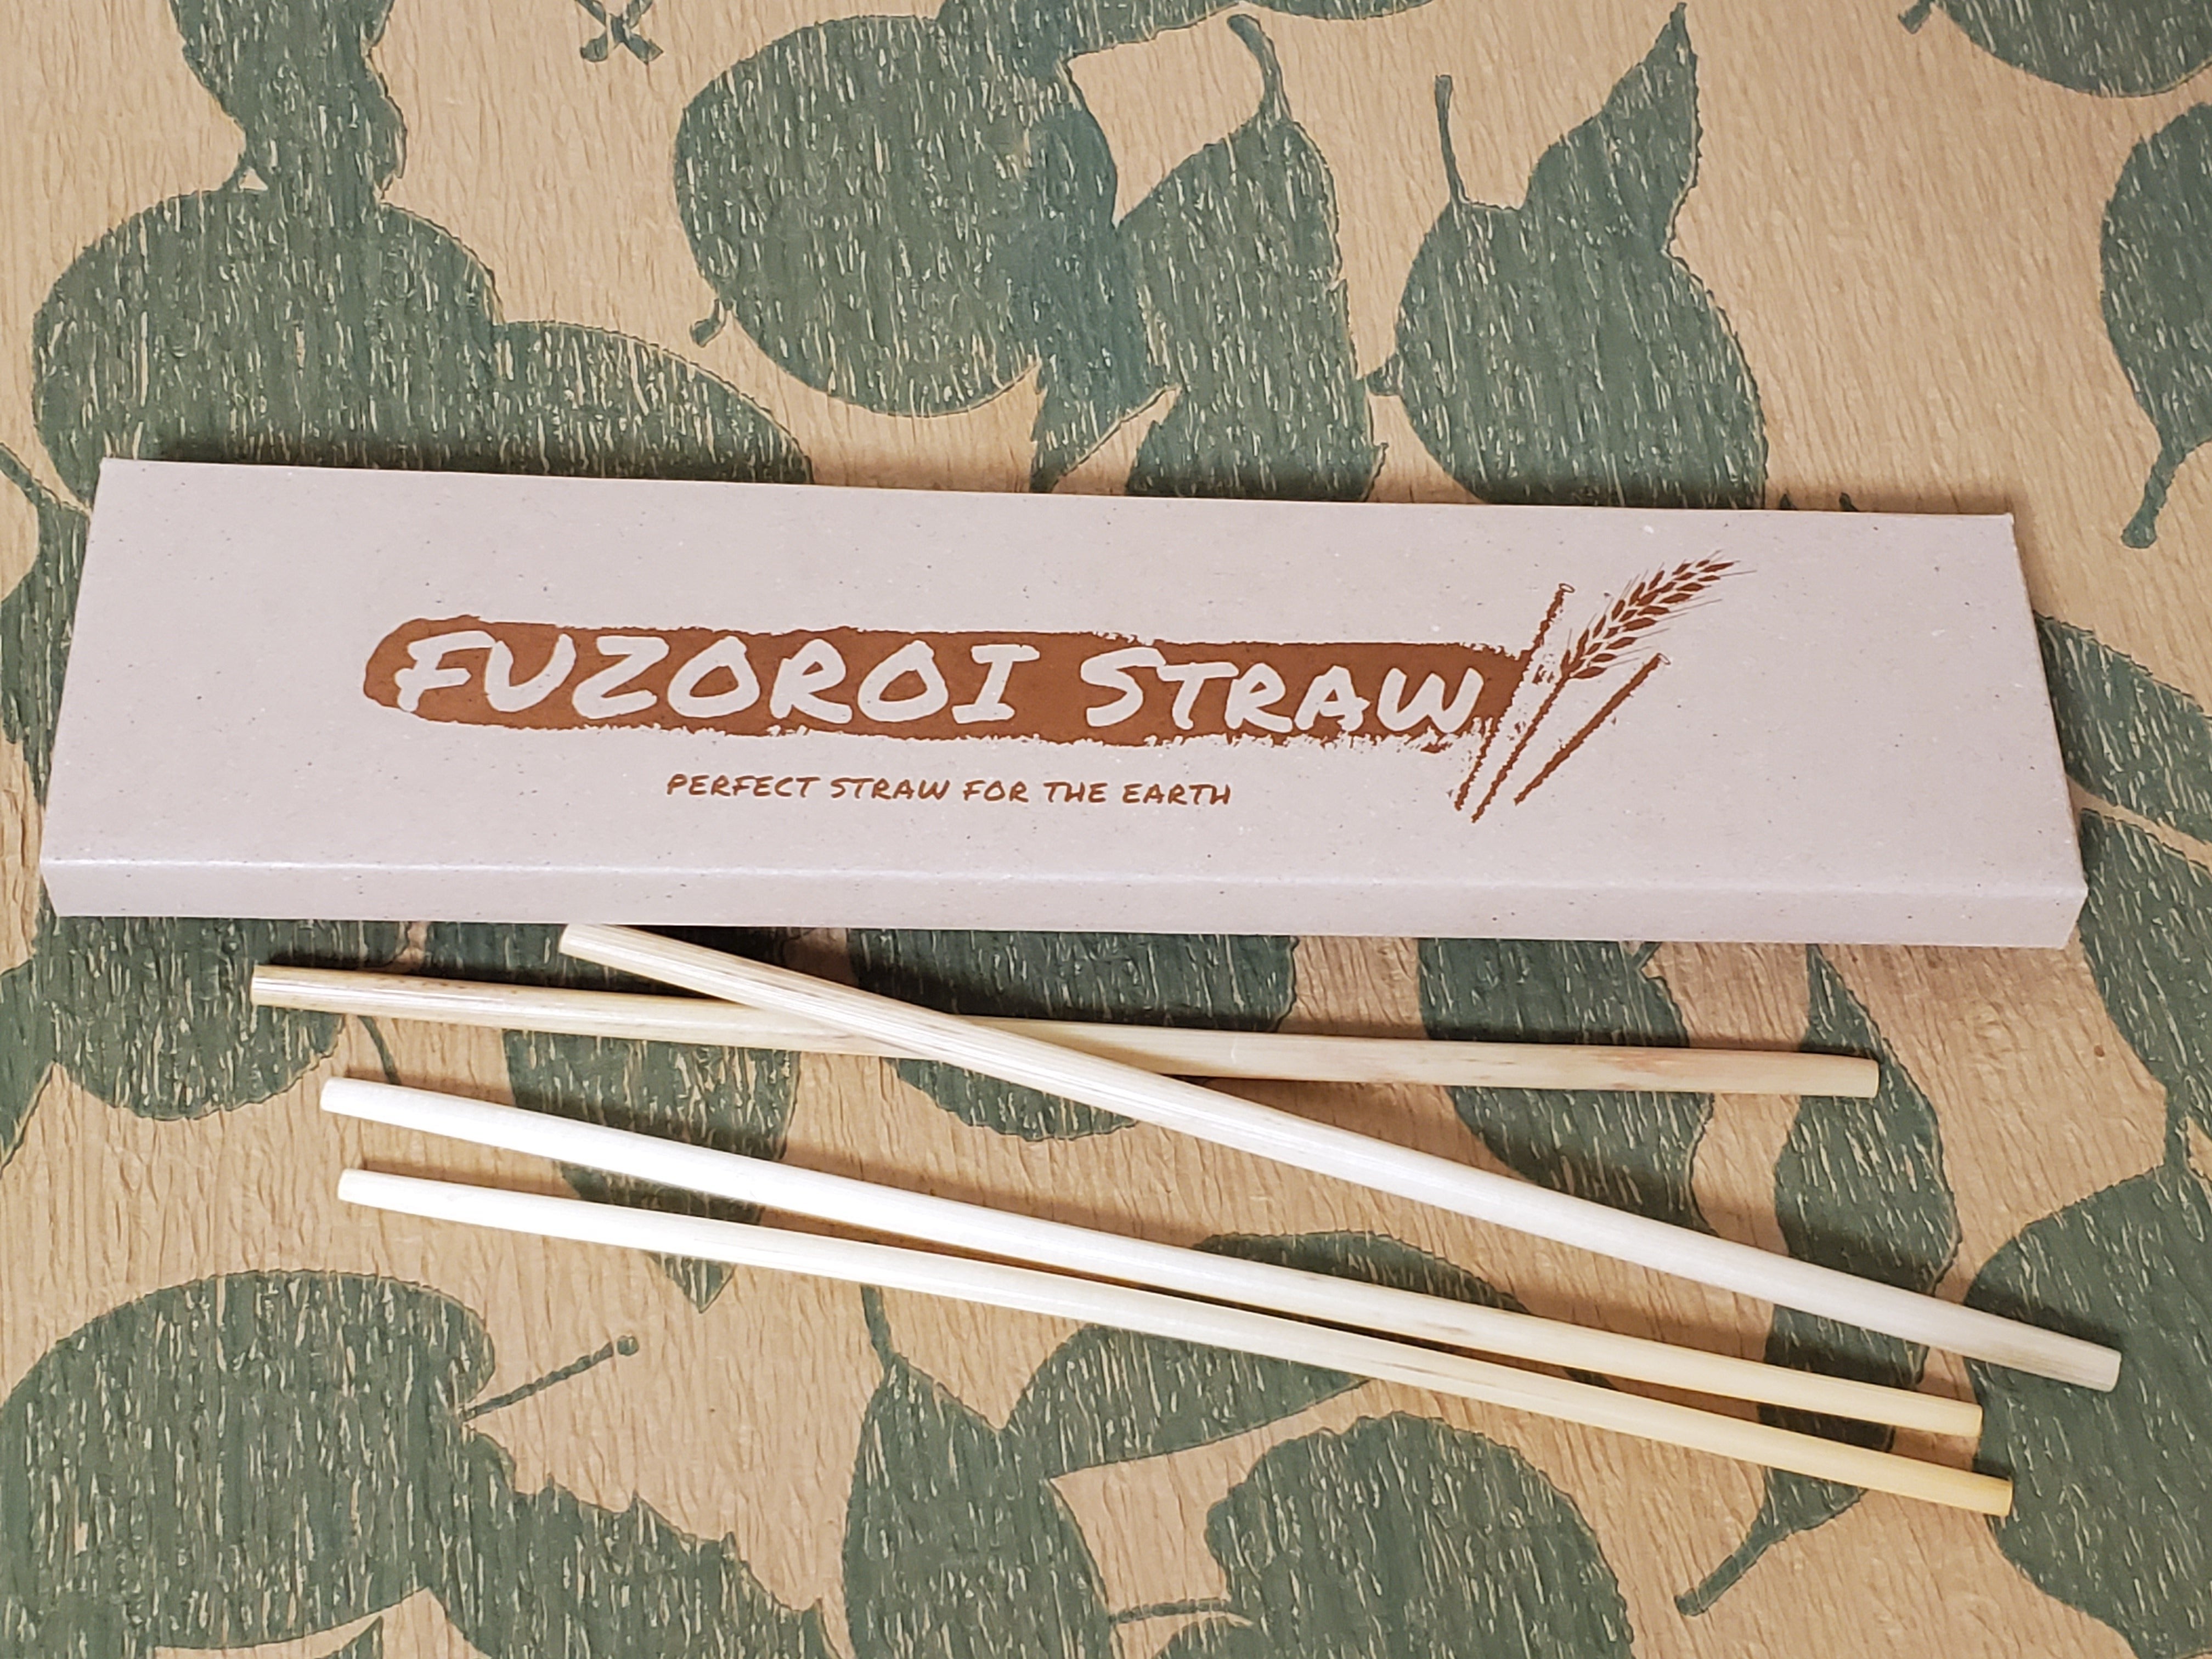 FUZOROI STRAW
PERFECT STRAW FOR THE EARTH